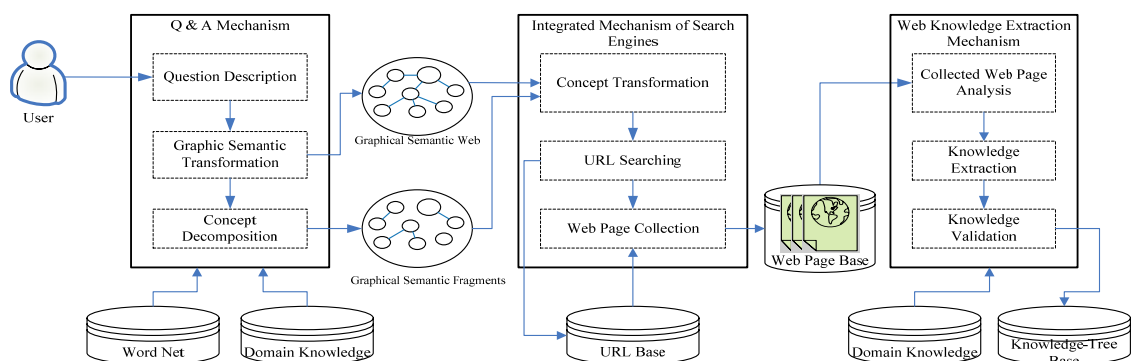 Q & A Mechanism
Question Description
Graphic Semantic
Transformation
Concept
Decomposition
User
Graphical Semantic Web
Graphical Semantic Fragments
Word Net
Domain Knowledge
Integrated Mechanism of Search
Engines
Concept Transformation
URL Searching
Web Page Collection
URL Base
Web Page Base
Web Knowledge Extraction
Mechanism
Collected Web Page
Analysis
Knowledge
Extraction
Knowledge
Validation
Domain Knowledge
Knowledge-Tree
Base